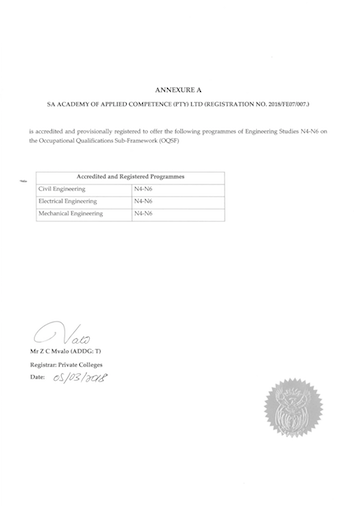 ANNEXURE A
SA ACADEMY OF APPLIED COMPETENCE (PTY) LTD (REGISTRATION NO. 2018/FE07/007.)
is accredited and provisionally registered to offer the following programmes of Engineering Studies N4-N6 on
the Occupational Qualifications Sub-Framework (OQSF)
Accredited and Registered Programmes
Civil Engineering N4-N6
Electrical Engineering N4-N6
Mechanical Engineering N4-N6
Mr Z C Mvalo (ADDG: T)
Registrar: Private Colleges
Date: 05/03/2018